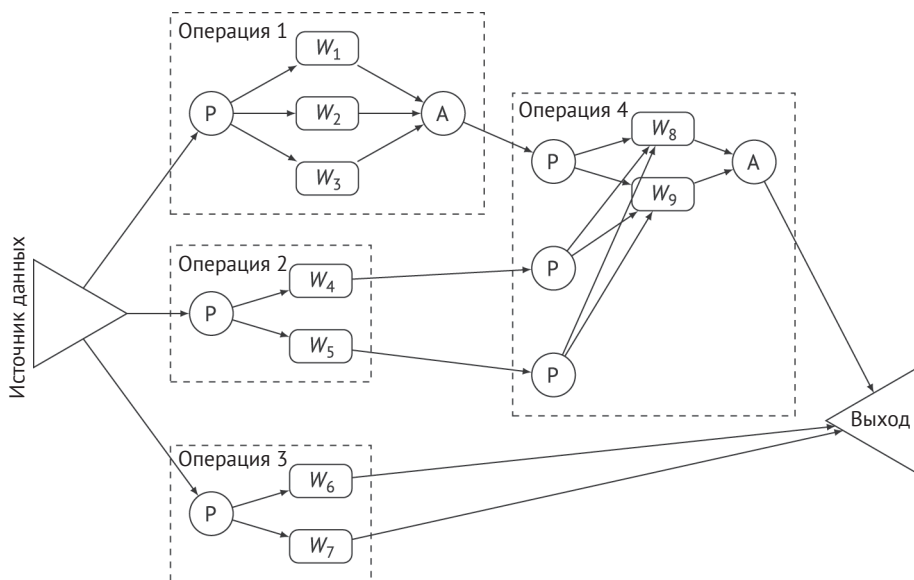 Источник данных
Операция 1
P
W1
W2
W3
A
Операция 2
P
W4
W5
Операция 3
P
W6
W7
Операция 4
P
P
P
W8
W9
A
Выход